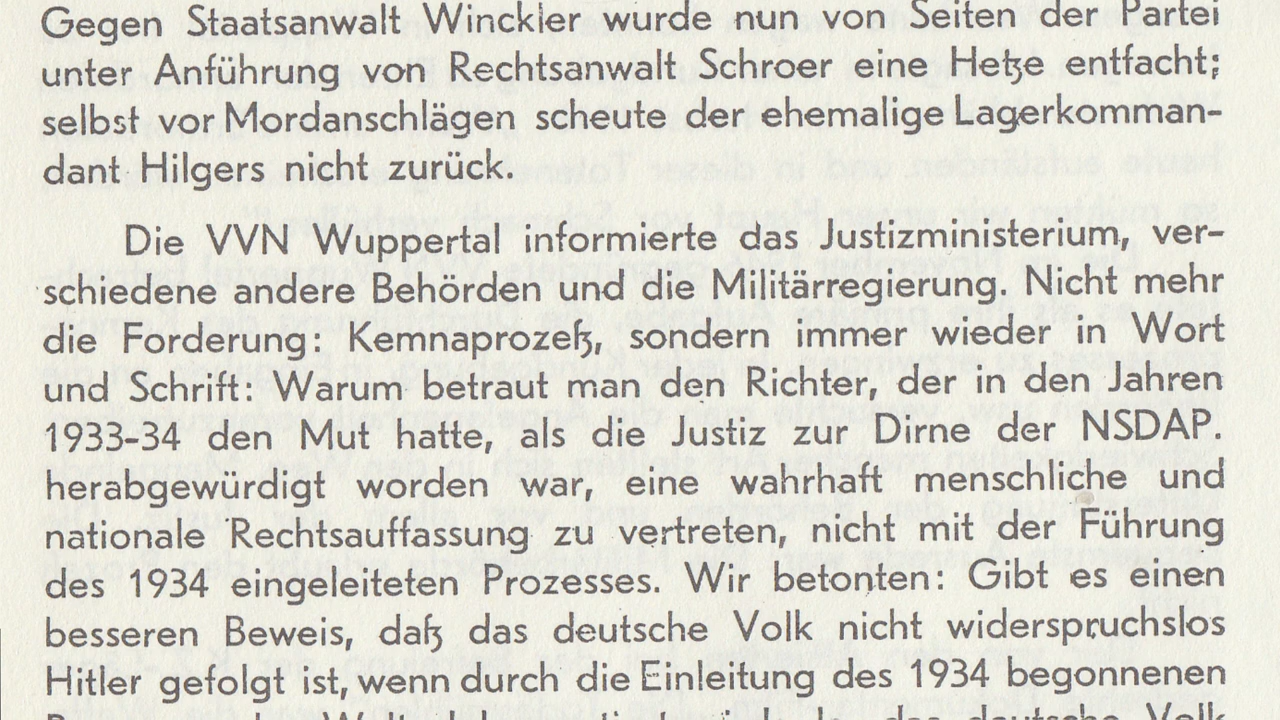 Gegen Staatsanwalt Winckler wurde nun von Seiten der Partei
unter Anführung von Rechtsanwalt Schroer eine Hetze entfacht;
selbst vor Mordanschlägen scheute der ehemalige Lagerkomman-
dant Hilgers nicht zurück.
Die VVN Wuppertal informierte das Justizministerium, ver-
schiedene andere Behörden und die Militärregierung. Nicht mehr
die Forderung: Kemnaprozeß, sondern immer wieder in Wort
und Schrift: Warum betraut man den Richter, der in den Jahren
1933-34 den Mut hatte, als die Justiz zur Dirne der NSDAP.
herabgewürdigt worden war, eine wahrhaft menschliche und
nationale Rechtsauffassung zu vertreten, nicht mit der Führung
des 1934 eingeleiteten Prozesses. Wir betonten: Gibt es einen
besseren Beweis, daß das deutsche Volk nicht widerspruchslos
Hitler gefolgt ist, wenn durch die Einleitung des 1934 begonnenen